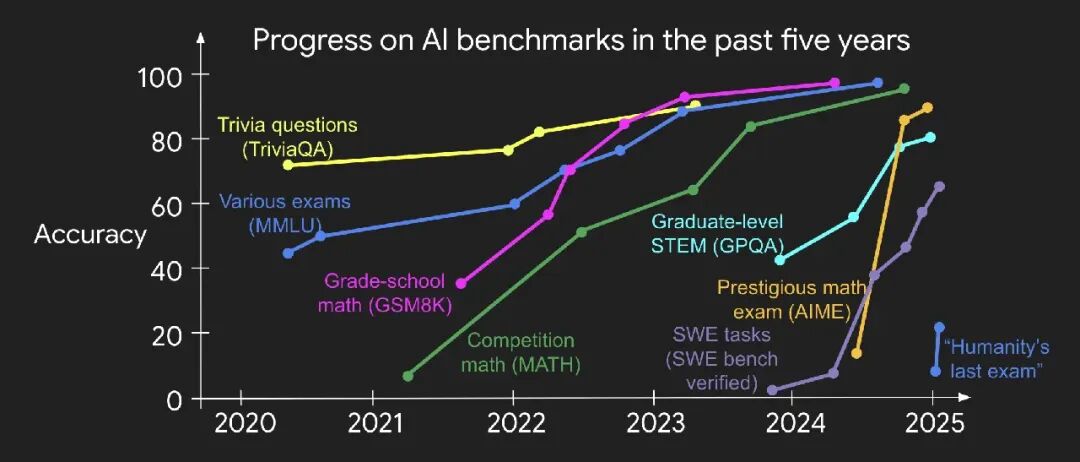 Progress on AI benchmarks in the past five years
100
80
60
40
20
0
Accuracy
Trivia questions
(TriviaQA)
Various exams
(MMLU)
Grade-school
math (GSM8K)
Competition
math (MATH)
Graduate-level
STEM (GPQA)
Prestigious math
exam (AIME)
SWE tasks
(SWE bench
verified)
“Humanity's
last exam”
2020
2021
2022
2023
2024
2025